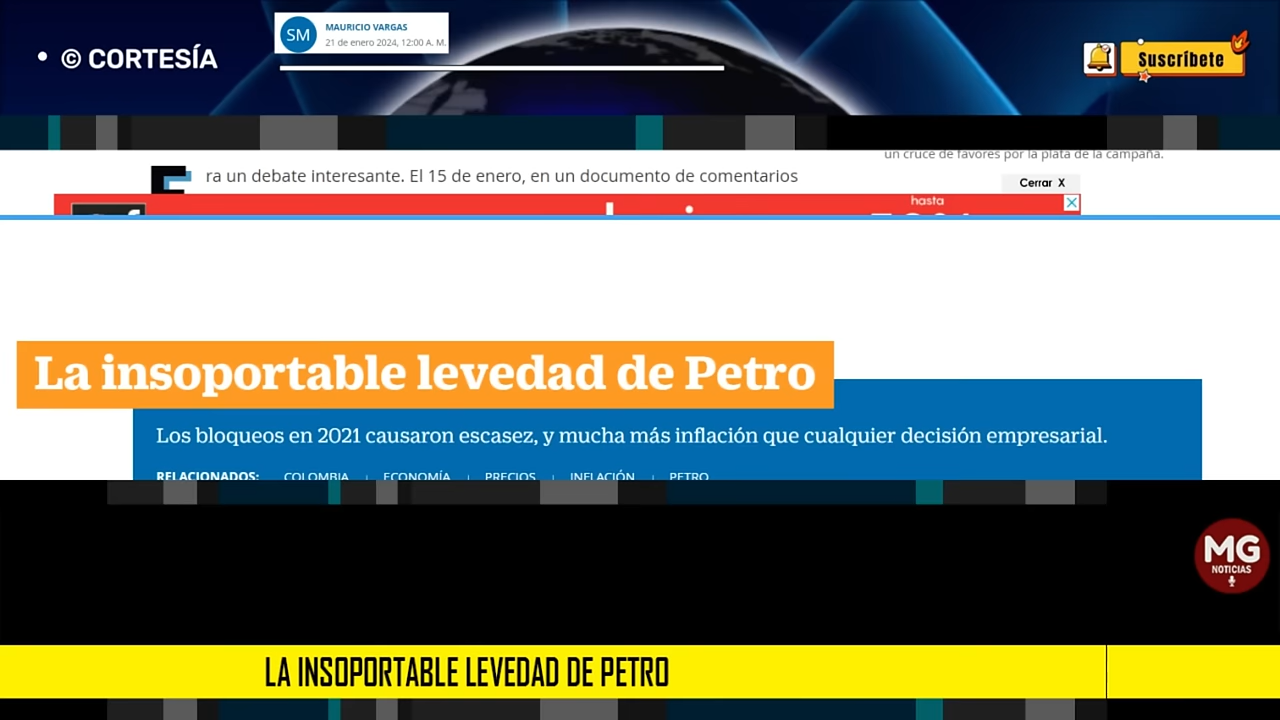 MAURICIO VARGAS
SM
21 de enero 2024, 12:00 A. M.
• © CORTESÍA
Suscríbete
un cruce de favores por la plata de la campaña.
Era un debate interesante. El 15 de enero, en un documento de comentarios
Cerrar X
hasta
La insoportable levedad de Petro
Los bloqueos en 2021 causaron escasez, y mucha más inflación que cualquier decisión empresarial.
RELACIONADOS: COLOMBIA | ECONOMÍA | PRECIOS | INFLACIÓN | PETRO
MG
NOTICIAS
LA INSOPORTABLE LEVEDAD DE PETRO